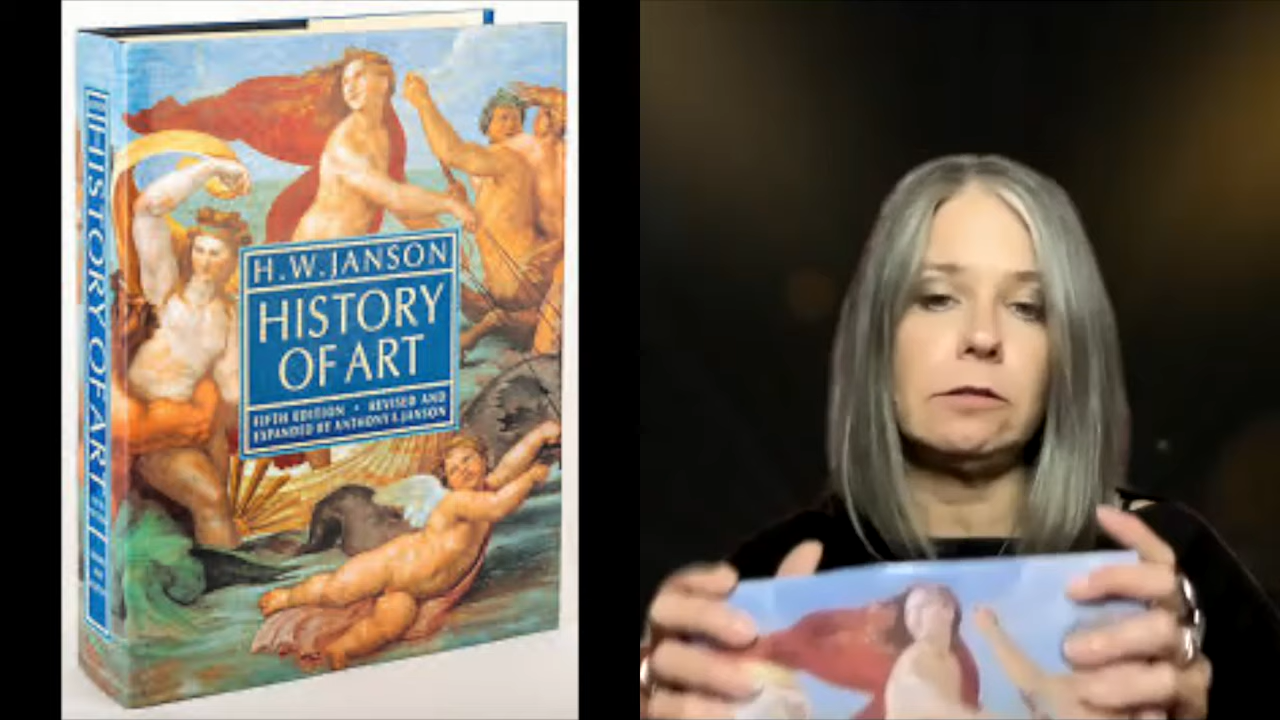 HISTORY OF ART
H.W. JANSON
HISTORY
OF ART
FIFTH EDITION • REVISED AND
EXPANDED BY ANTHONY F. JANSON